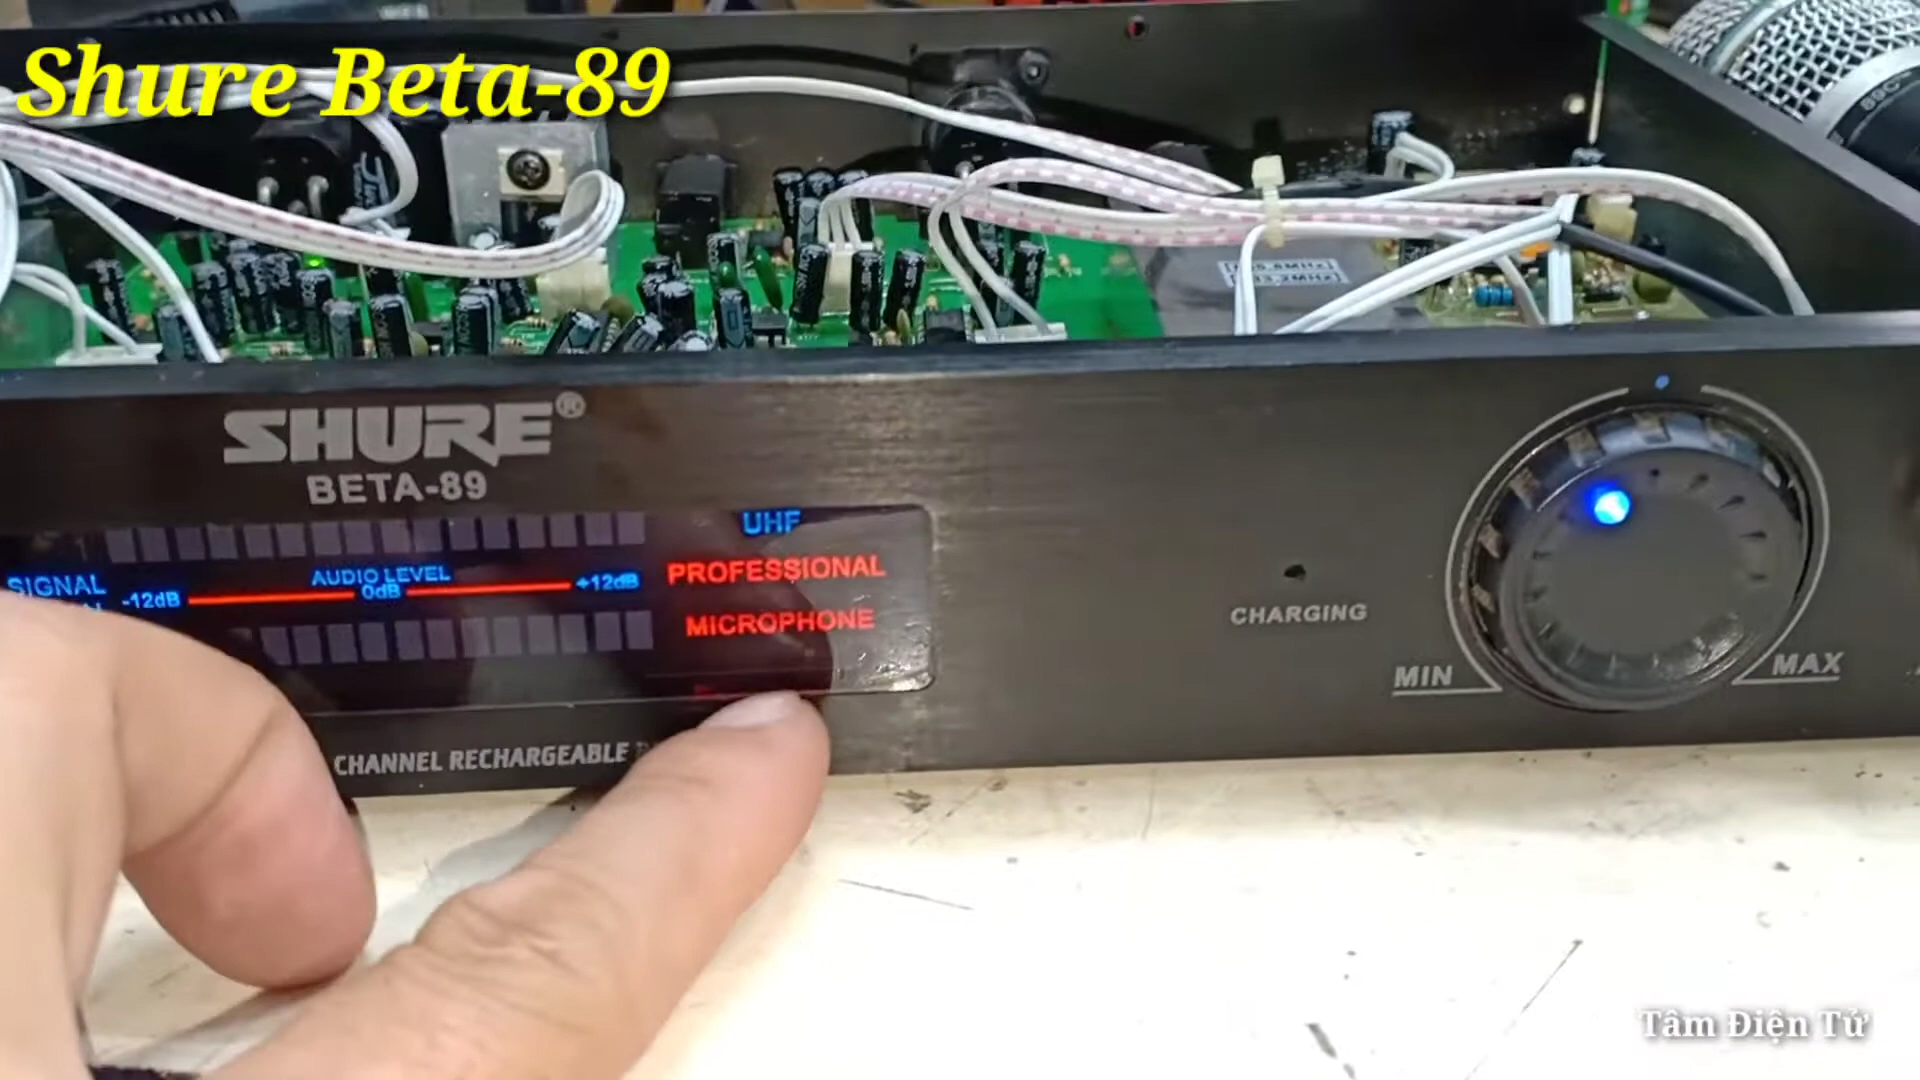 Shure Beta-89
SHURE®
BETA-89
UHF
SIGNAL
AUDIO LEVEL
-12dB
0dB
+12dB
PROFESSIONAL
MICROPHONE
CHARGING
MIN
MAX
CHANNEL RECHARGEABLE
Tâm Điện Tử